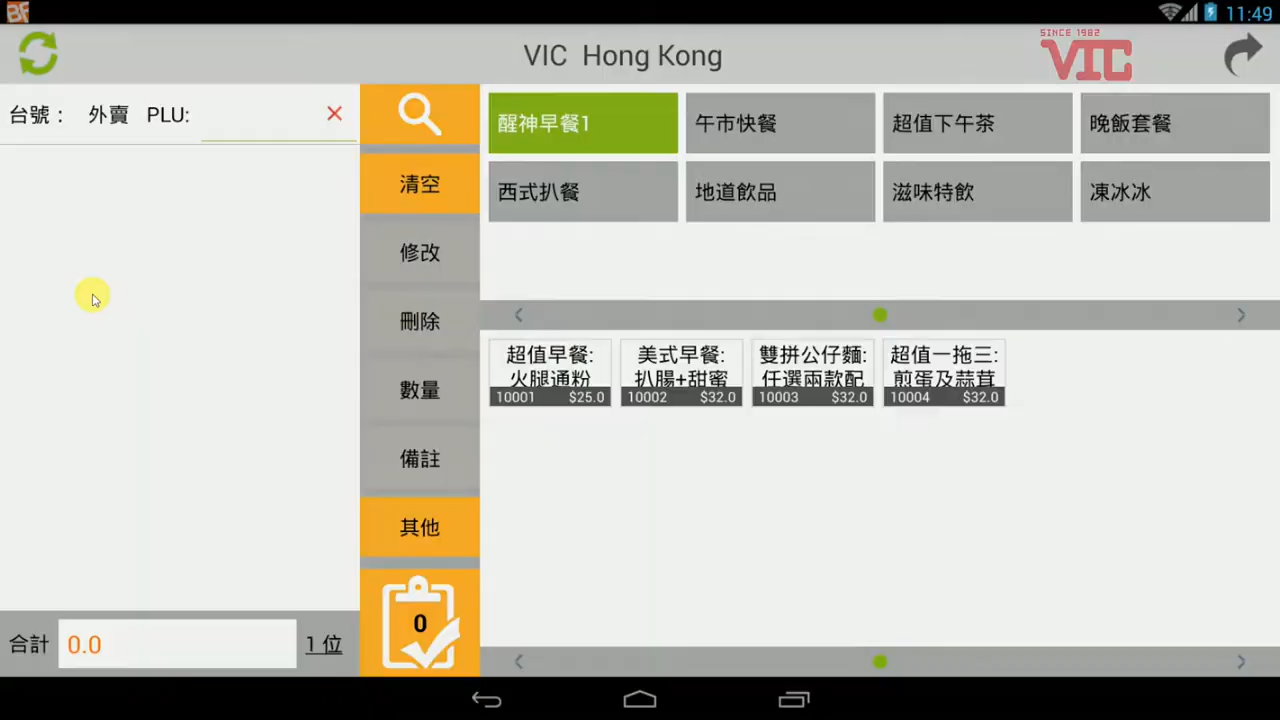 BF
11:49
VIC Hong Kong
SINCE 1982
VIC
台號： 外賣 PLU:
清空
修改
刪除
數量
備註
其他
0
合計 0.0 1 位
醒神早餐1 午市快餐 超值下午茶 晚飯套餐
西式扒餐 地道飲品 滋味特飲 凍冰冰
超值早餐:
火腿通粉
10001 $25.0
美式早餐:
扒腸+甜蜜
10002 $32.0
雙拼公仔麵:
任選兩款配
10003 $32.0
超值一拖三:
煎蛋及蒜茸
10004 $32.0